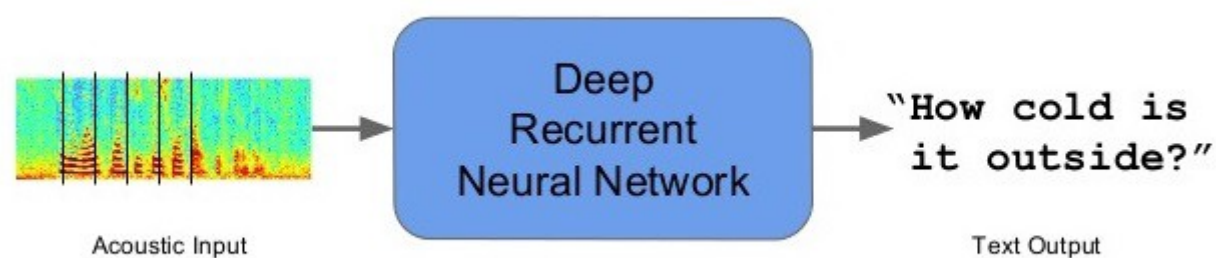 Deep
Recurrent
Neural Network
“How cold is
it outside?”
Acoustic Input
Text Output